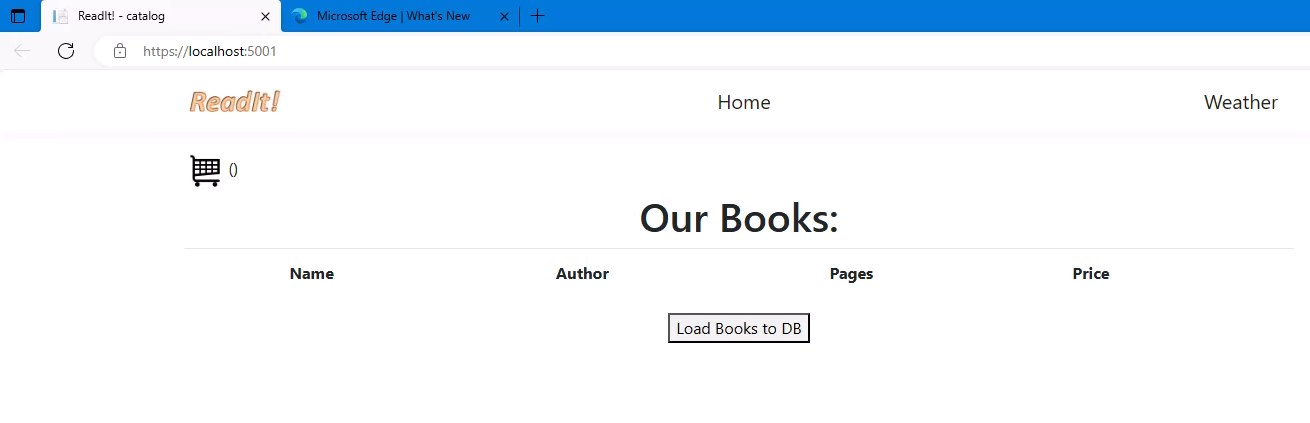 ReadIt! - catalog
Microsoft Edge | What's New
https://localhost:5001
ReadIt! Home Weather
()
Our Books:
Name Author Pages Price
Load Books to DB